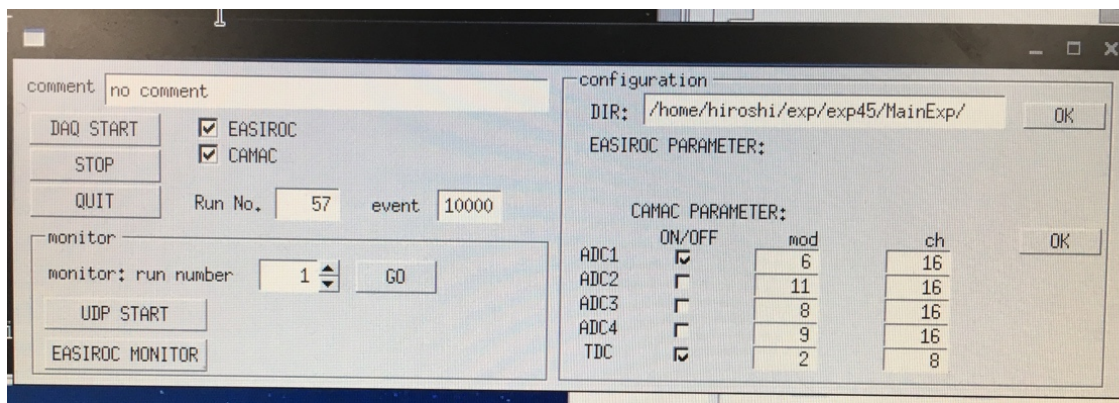 comment no comment
DAQ START
EASIROC
STOP
CAMAC
QUIT
Run No. 57 event 10000
monitor
monitor: run number 1 GO
UDP START
EASIROC MONITOR
configuration
DIR: /home/hiroshi/exp/exp45/MainExp/ OK
EASIROC PARAMETER:
CAMAC PARAMETER:
ON/OFF mod ch OK
ADC1 6 16
ADC2 11 16
ADC3 8 16
ADC4 9 16
TDC 2 8